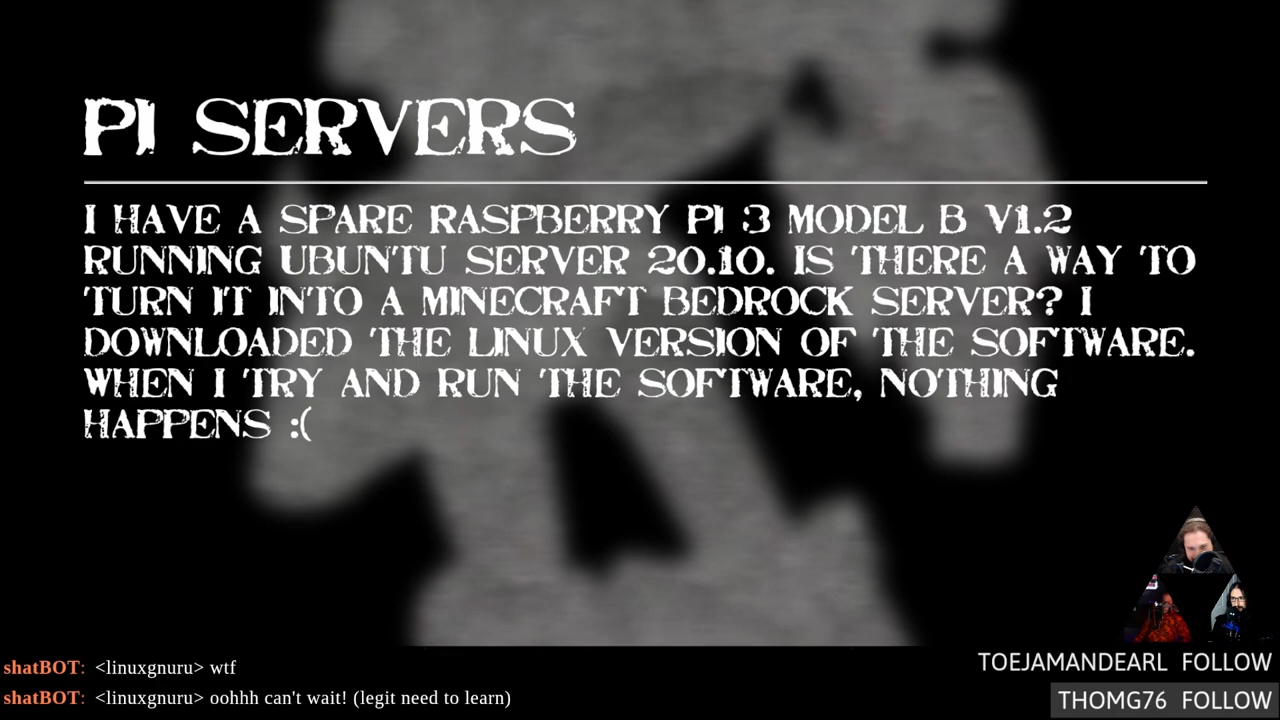 PI SERVERS
I HAVE A SPARE RASPBERRY PI 3 MODEL B V1.2
RUNNING UBUNTU SERVER 20.10. IS THERE A WAY TO
TURN IT INTO A MINECRAFT BEDROCK SERVER? I
DOWNLOADED THE LINUX VERSION OF THE SOFTWARE.
WHEN I TRY AND RUN THE SOFTWARE, NOTHING
HAPPENS :(
shatBOT: <linuxgnuru> wtf
shatBOT: <linuxgnuru> oohhh can't wait! (legit need to learn)
TOEJAMANDEARL FOLLOW
THOMG76 FOLLOW